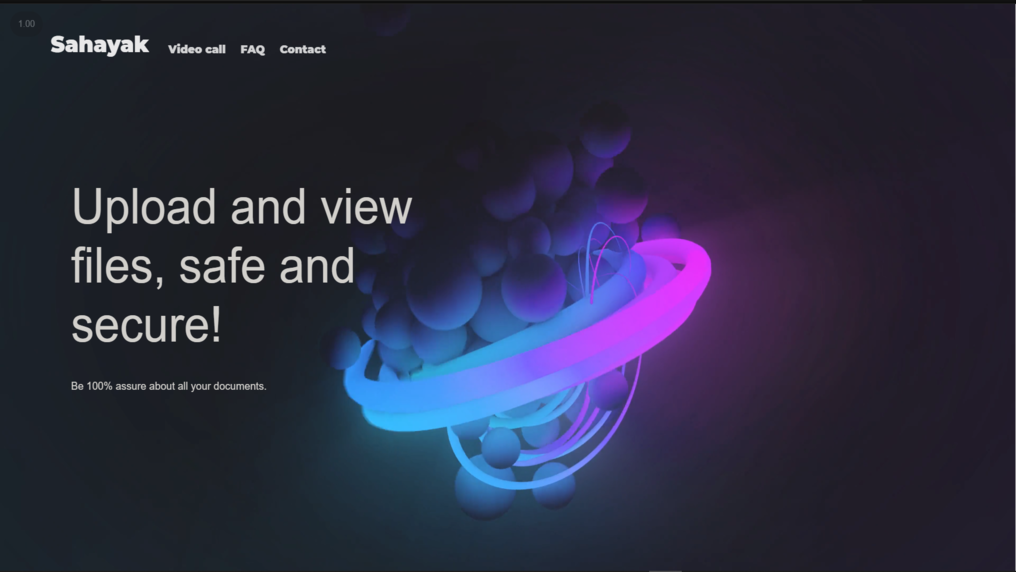 1.00
Sahayak Video call FAQ Contact
Upload and view
files, safe and
secure!
Be 100% assure about all your documents.